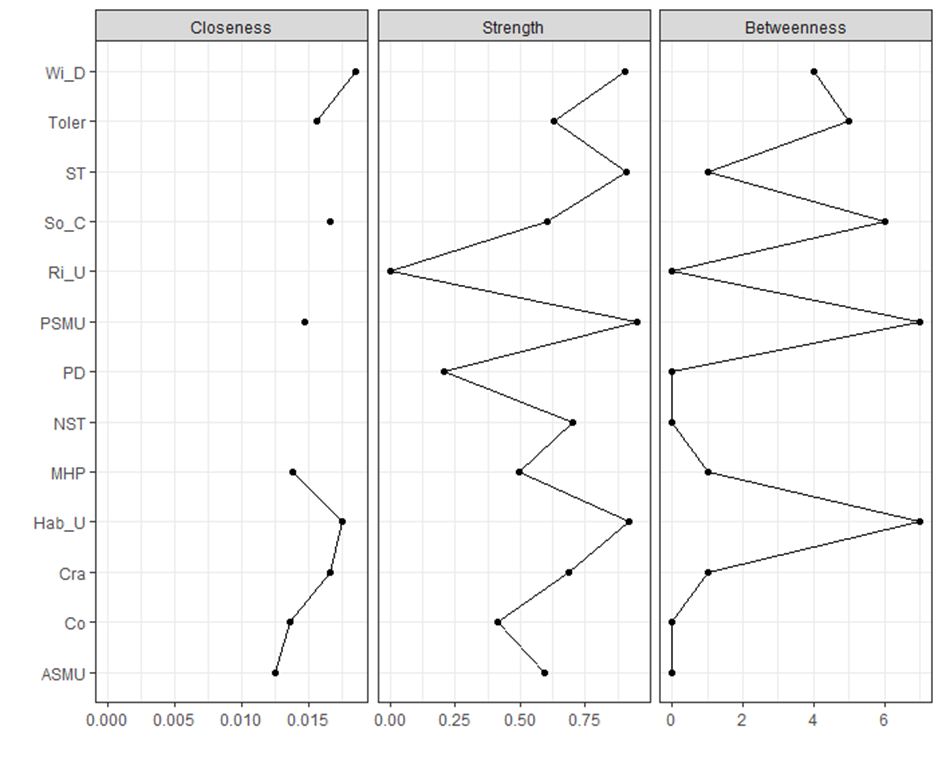 Closeness Strength Betweenness
Wi_D
Toler
ST
So_C
Ri_U
PSMU
PD
NST
MHP
Hab_U
Cra
Co
ASMU
0.000 0.005 0.010 0.015 0.00 0.25 0.50 0.75 0 2 4 6